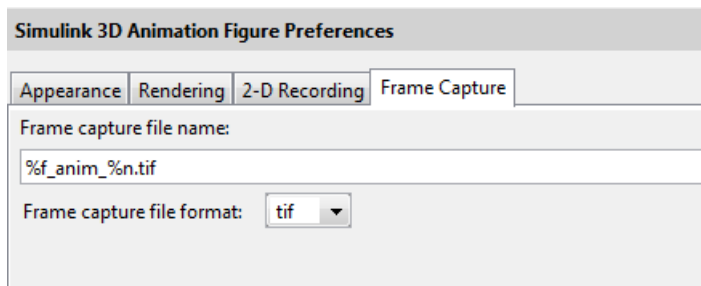 Simulink 3D Animation Figure Preferences
Appearance Rendering 2-D Recording Frame Capture
Frame capture file name:
%f_anim_%n.tif
Frame capture file format: tif